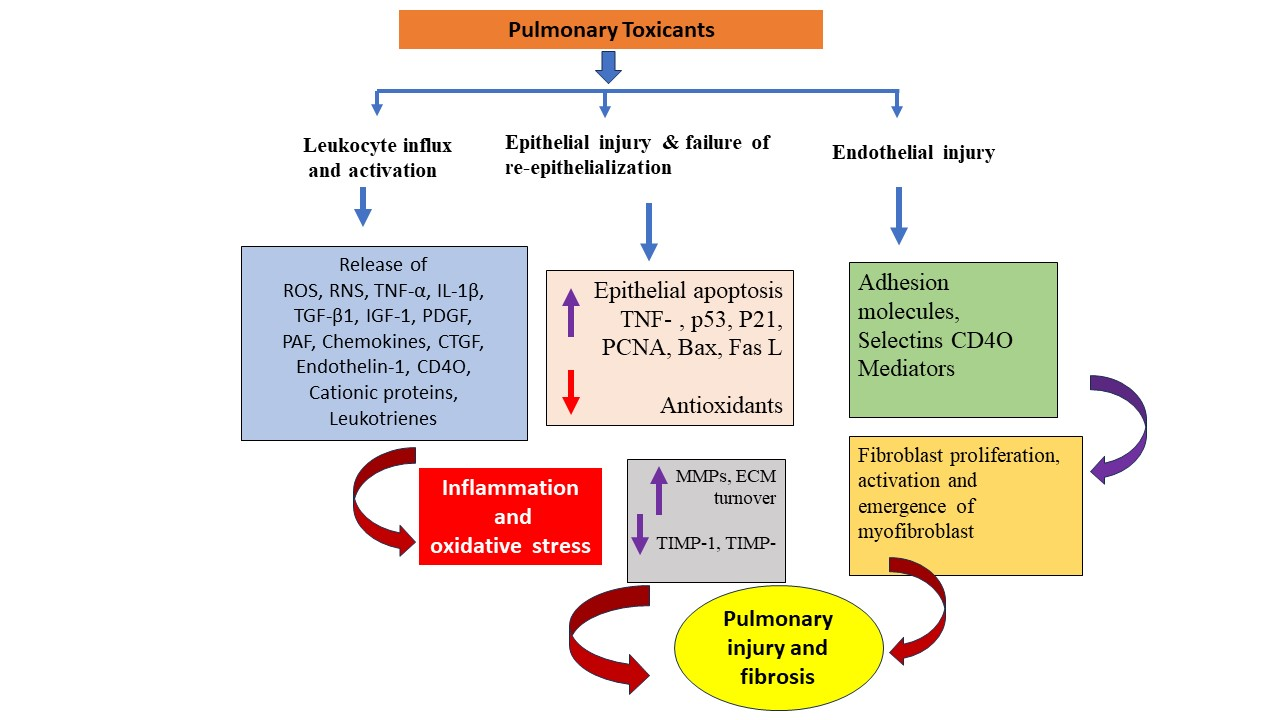 Pulmonary Toxicants
Leukocyte influx
and activation
Epithelial injury & failure of
re-epithelialization
Endothelial injury
Release of
ROS, RNS, TNF-α, IL-1β,
TGF-β1, IGF-1, PDGF,
PAF, Chemokines, CTGF,
Endothelin-1, CD4O,
Cationic proteins,
Leukotrienes
Epithelial apoptosis
TNF- , p53, P21,
PCNA, Bax, Fas L
Antioxidants
Adhesion
molecules,
Selectins CD4O
Mediators
Inflammation
and
oxidative stress
MMPs, ECM
turnover
TIMP-1, TIMP-
Fibroblast proliferation,
activation and
emergence of
myofibroblast
Pulmonary
injury and
fibrosis